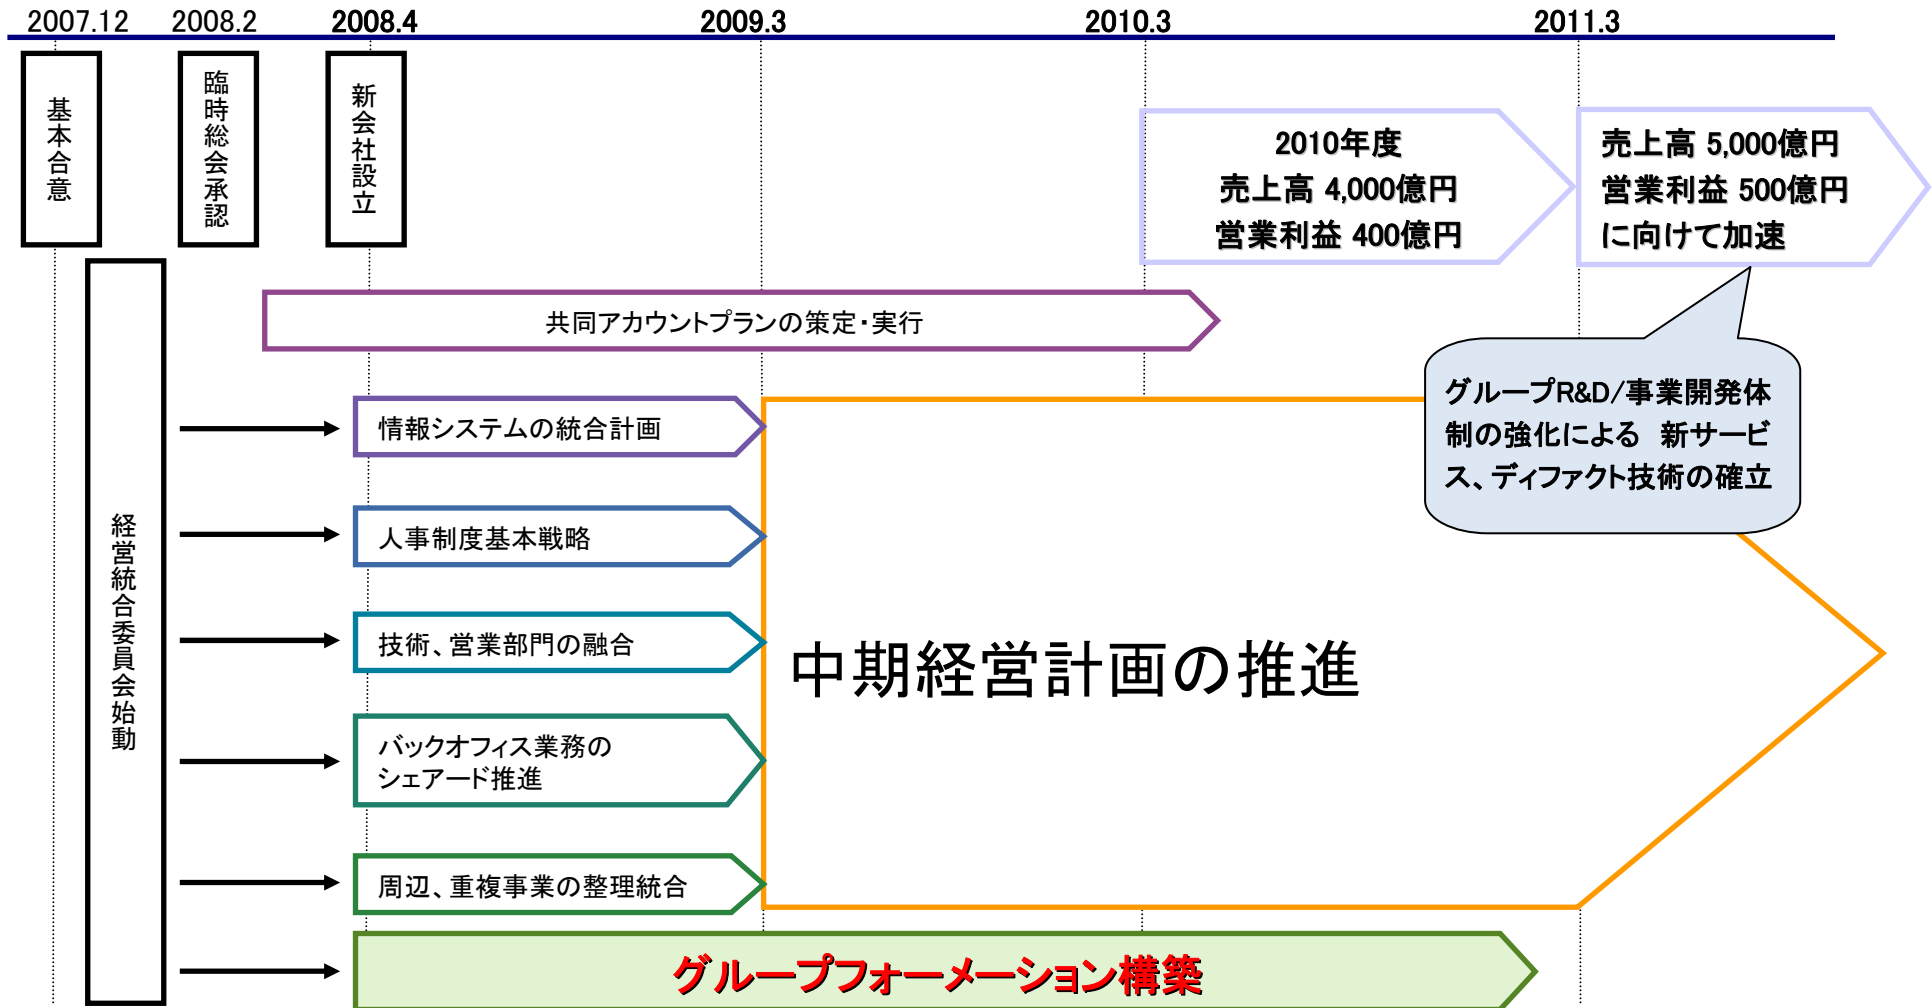 2007.12
2008.2
2008.4
2009.3
2010.3
2011.3
基本合意
臨時総会承認
新会社設立
2010年度
売上高 4,000億円
営業利益 400億円
売上高 5,000億円
営業利益 500億円
に向けて加速
共同アカウントプランの策定・実行
グループR&D/事業開発体
制の強化による　新サービ
ス、ディファクト技術の確立
経営統合委員会始動
情報システムの統合計画
人事制度基本戦略
技術、営業部門の融合
バックオフィス業務の
シェアード推進
周辺、重複事業の整理統合
中期経営計画の推進
グループフォーメーション構築